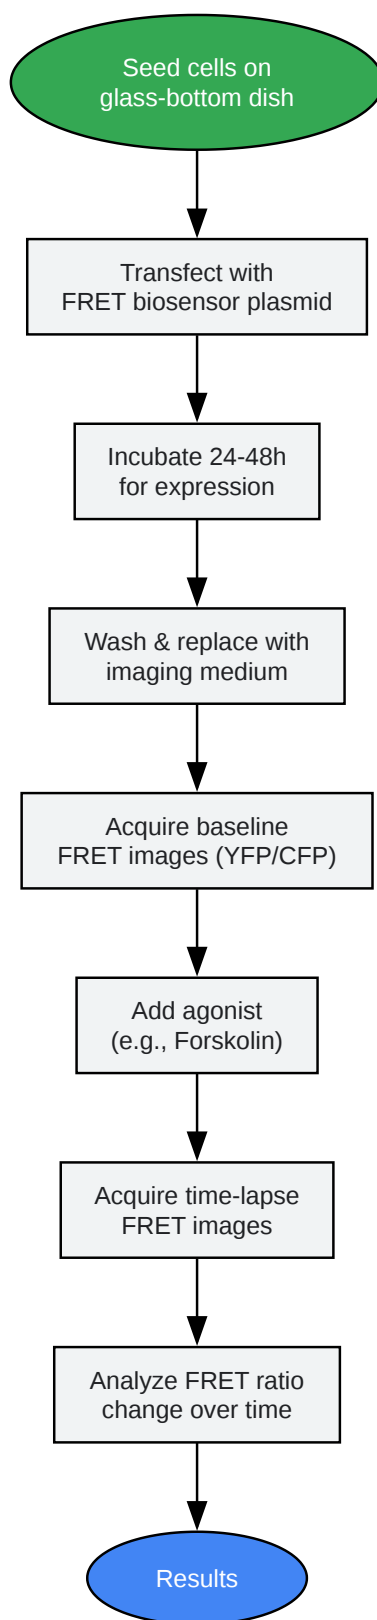 Seed cells on
glass-bottom dish
Transfect with
FRET biosensor plasmid
Incubate 24-48h
for expression
Wash & replace with
imaging medium
Acquire baseline
FRET images (YFP/CFP)
Add agonist
(e.g., Forskolin)
Acquire time-lapse
FRET images
Analyze FRET ratio
change over time
Results